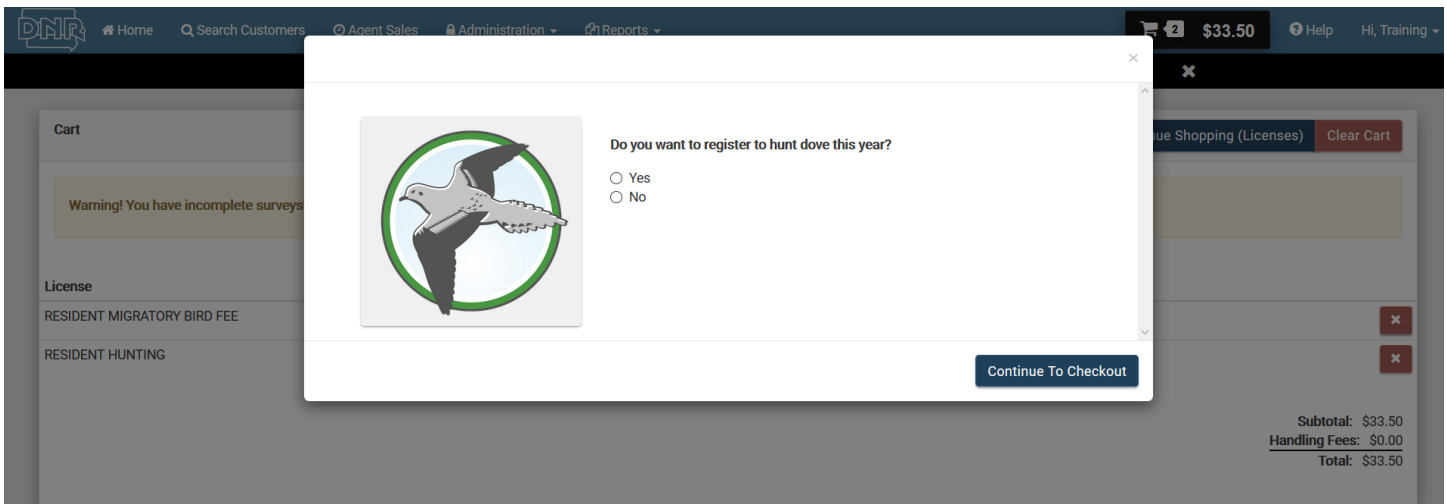 DNR Home Search Customers Agent Sales Administration Reports 2 $33.50 Help Hi, Training
×
Cart
ue Shopping (Licenses) Clear Cart
Do you want to register to hunt dove this year?
Yes
No
Warning! You have incomplete surveys
License
RESIDENT MIGRATORY BIRD FEE
RESIDENT HUNTING
Continue To Checkout
Subtotal: $33.50
Handling Fees: $0.00
Total: $33.50